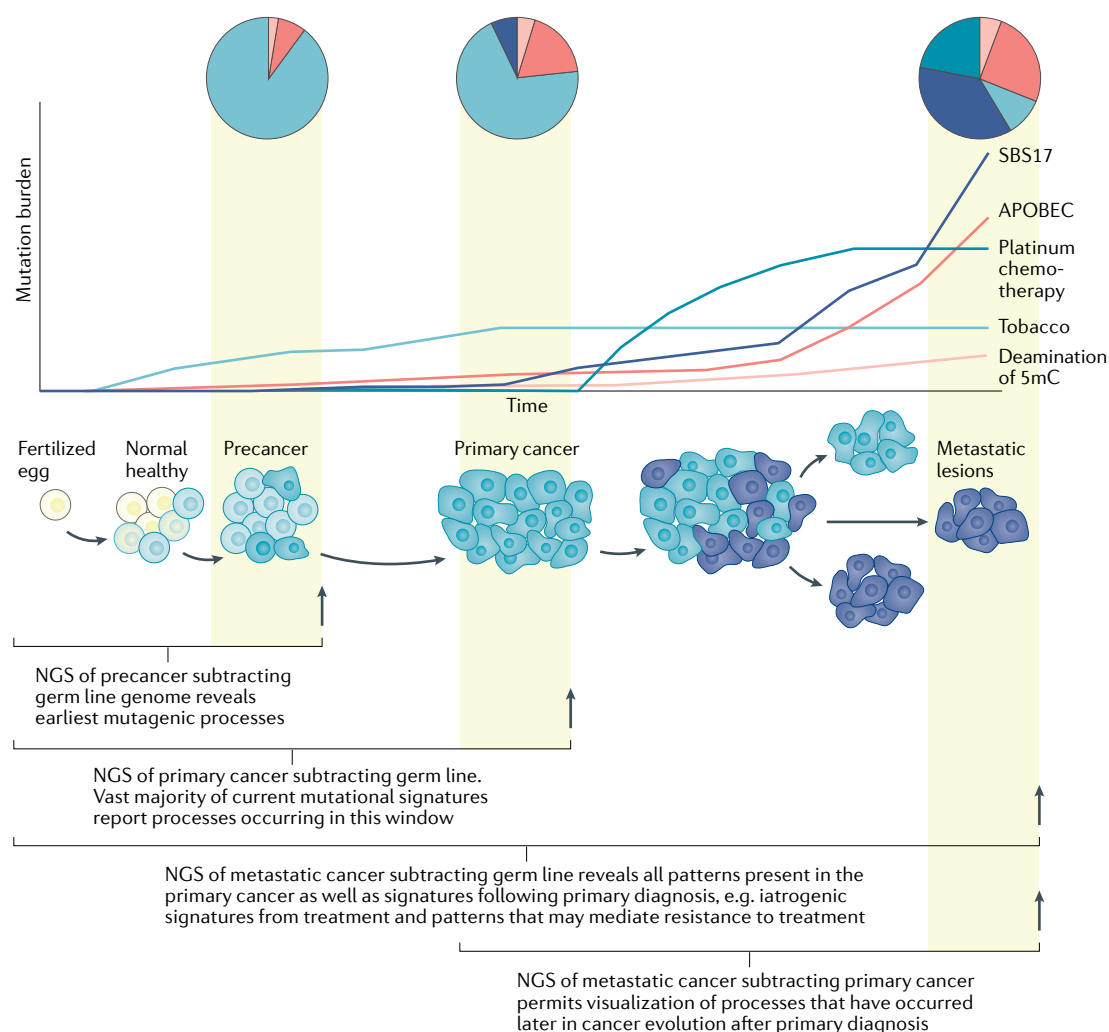 Mutation burden
SBS17
APOBEC
Platinum
chemo-
therapy
Tobacco
Deamination
of 5mC
Time
Fertilized
egg
Normal
healthy
Precancer
Primary cancer
Metastatic
lesions
NGS of precancer subtracting
germ line genome reveals
earliest mutagenic processes
NGS of primary cancer subtracting germ line.
Vast majority of current mutational signatures
report processes occurring in this window
NGS of metastatic cancer subtracting germ line reveals all patterns present in the
primary cancer as well as signatures following primary diagnosis, e.g. iatrogenic
signatures from treatment and patterns that may mediate resistance to treatment
NGS of metastatic cancer subtracting primary cancer
permits visualization of processes that have occurred
later in cancer evolution after primary diagnosis